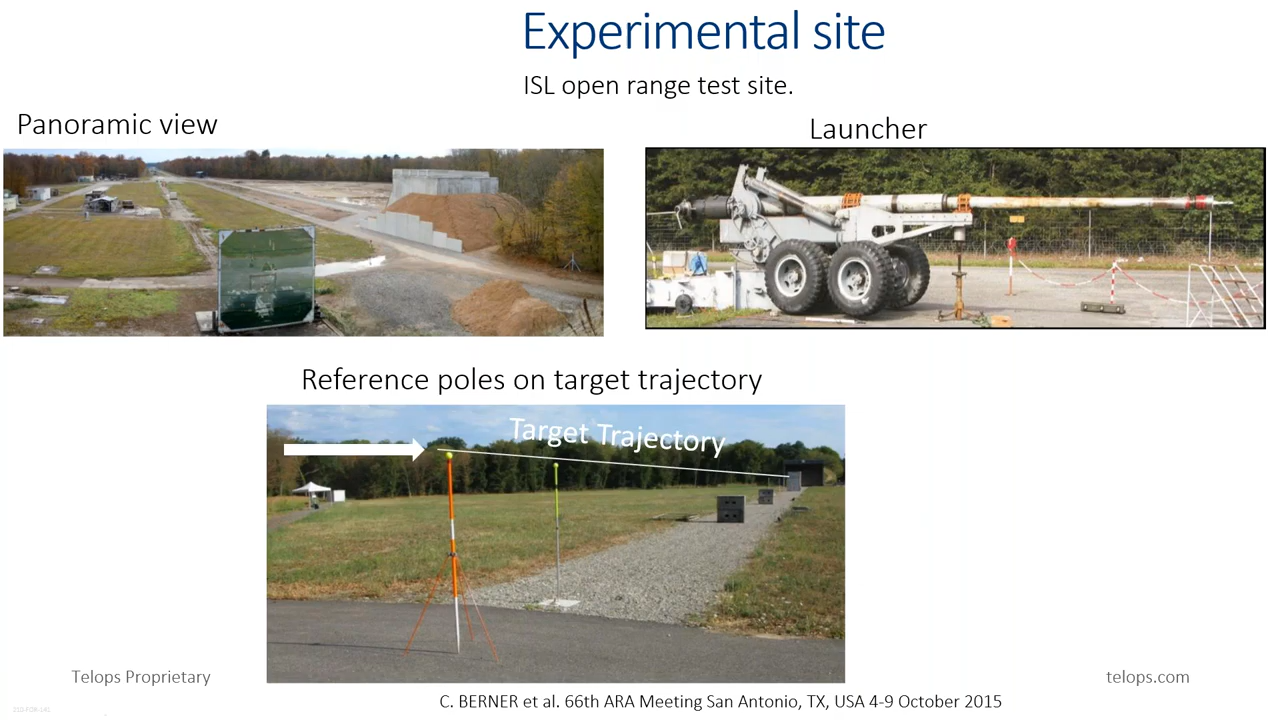 Experimental site
ISL open range test site.
Panoramic view
Launcher
Reference poles on target trajectory
Target Trajectory
Telops Proprietary
telops.com
C. BERNER et al. 66th ARA Meeting San Antonio, TX, USA 4-9 October 2015